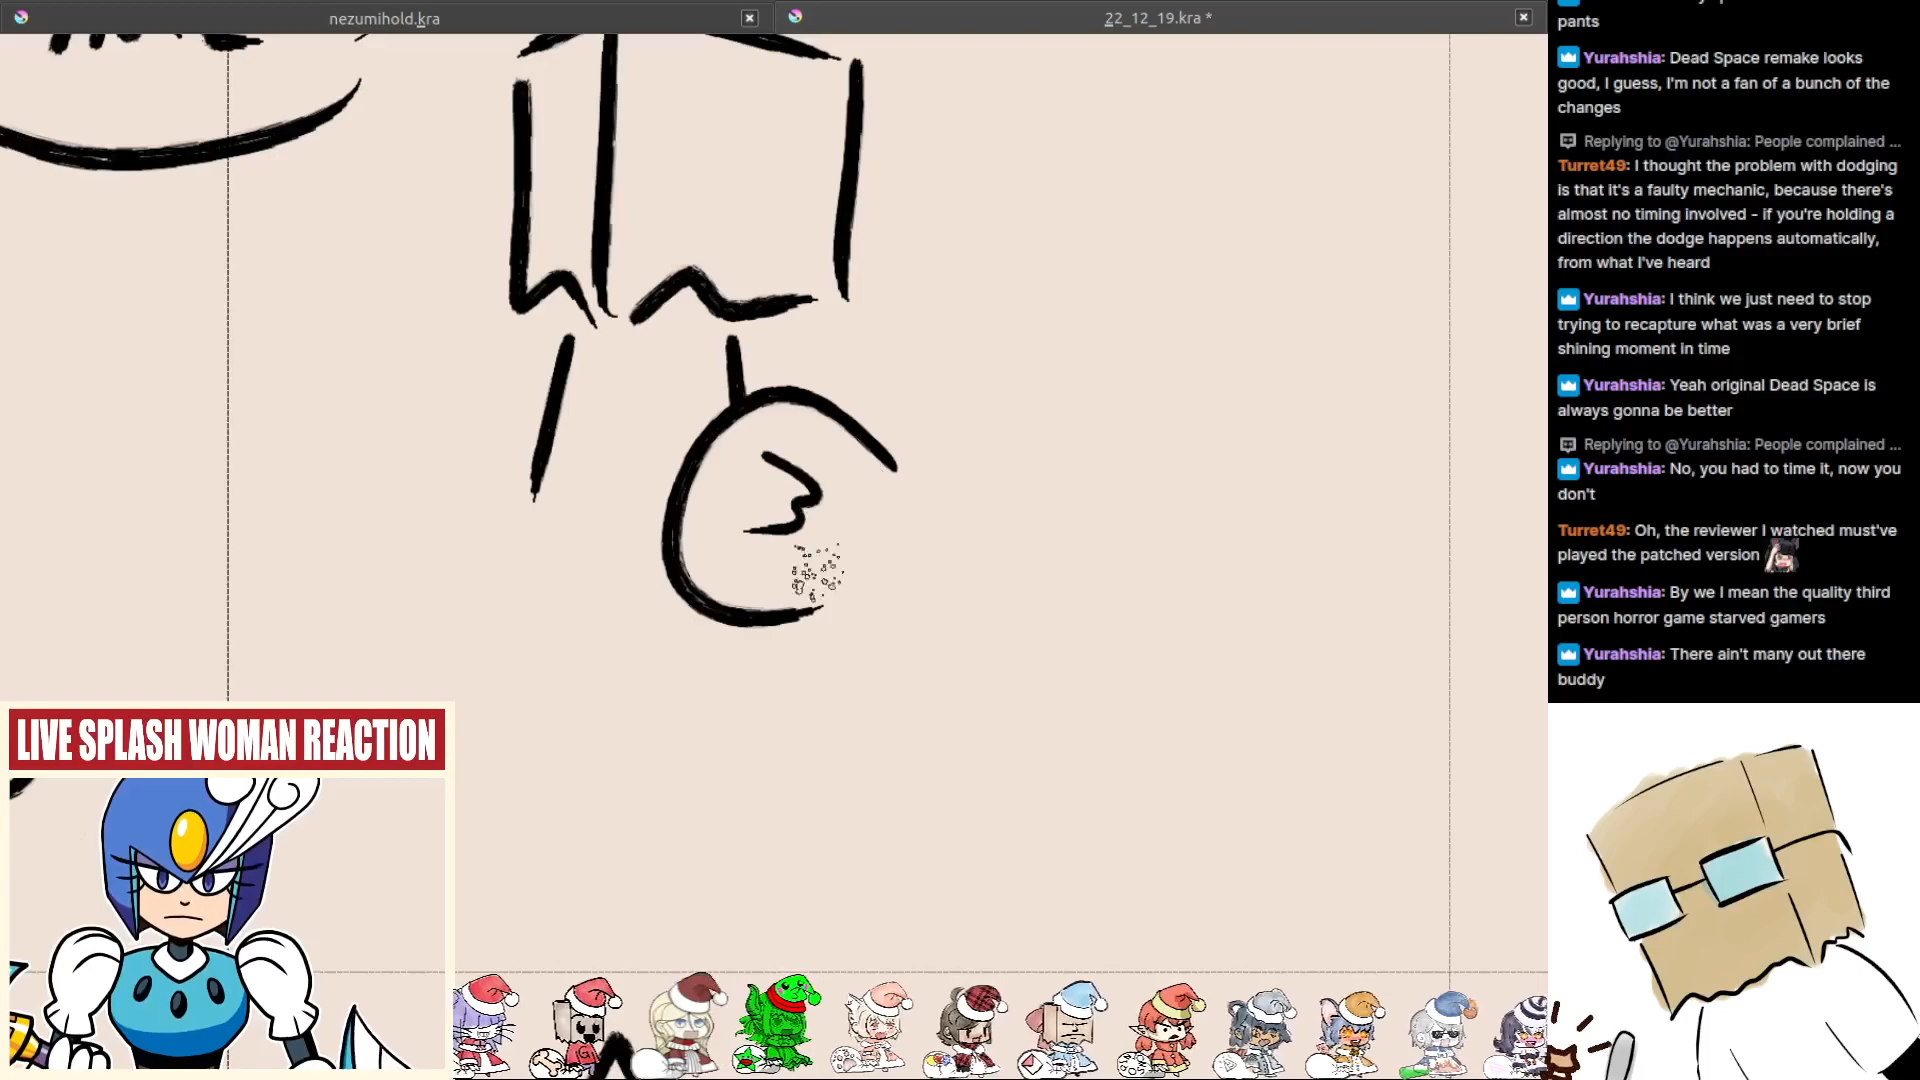 nezumihold.kra
22_12_19.kra *
pants
Yurahshia: Dead Space remake looks
good, I guess, I'm not a fan of a bunch of the
changes
Replying to @Yurahshia: People complained ...
Turret49: I thought the problem with dodging
is that it's a faulty mechanic, because there's
almost no timing involved - if you're holding a
direction the dodge happens automatically,
from what I've heard
Yurahshia: I think we just need to stop
trying to recapture what was a very brief
shining moment in time
Yurahshia: Yeah original Dead Space is
always gonna be better
Replying to @Yurahshia: People complained ...
Yurahshia: No, you had to time it, now you
don't
Turret49: Oh, the reviewer I watched must've
played the patched version
Yurahshia: By we I mean the quality third
person horror game starved gamers
Yurahshia: There ain't many out there
buddy
LIVE SPLASH WOMAN REACTION